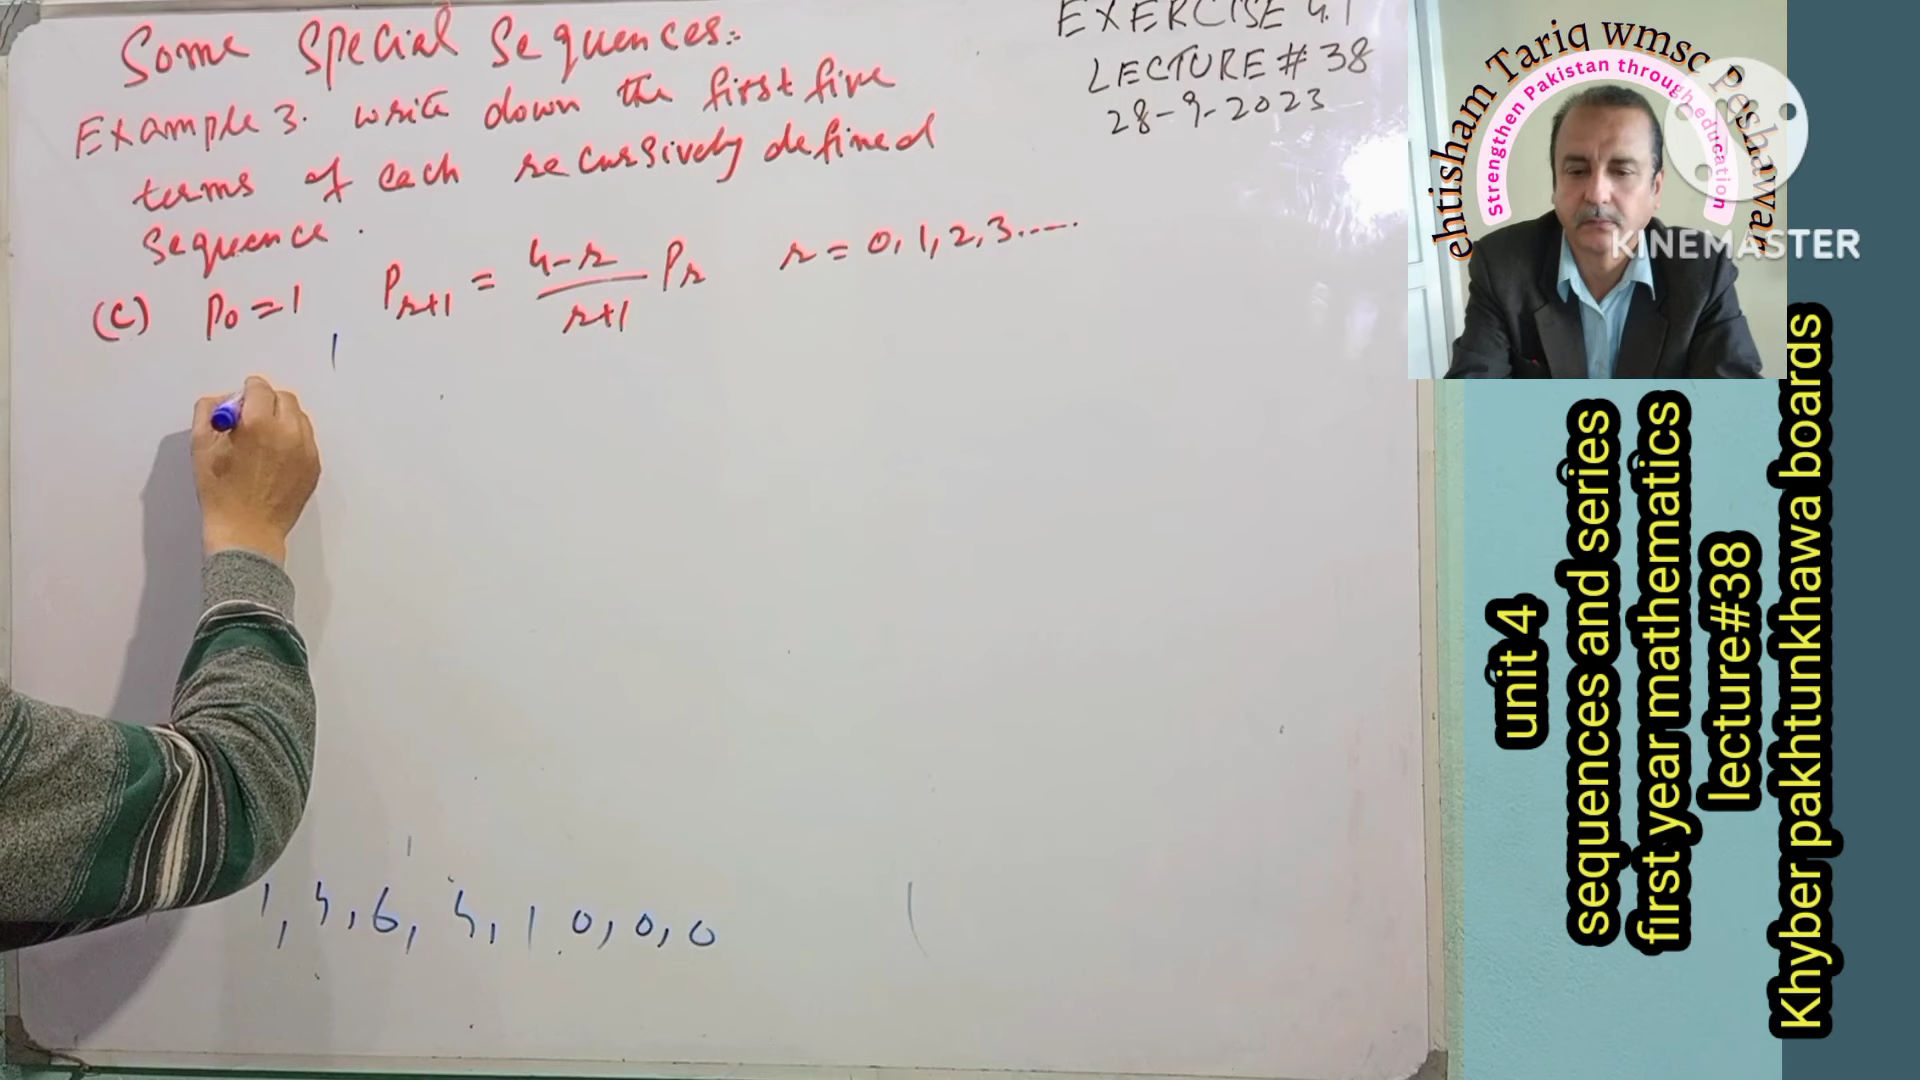 Some Special Sequences:
Example 3. write down the first five
terms of each recursively defined
sequence.
(c) P0 = 1 Pr+1 = 4-r/r+1 Pr r = 0, 1, 2, 3.....
1, 4, 6, 4, 1 0, 0, 0
EXERCISE 4.1
LECTURE # 38
28-9-2023
ehtisham Tariq wmsc Peshawar
Strengthen Pakistan through education
KINEMASTER
unit 4
sequences and series
first year mathematics
lecture#38
Khyber pakhtunkhawa boards